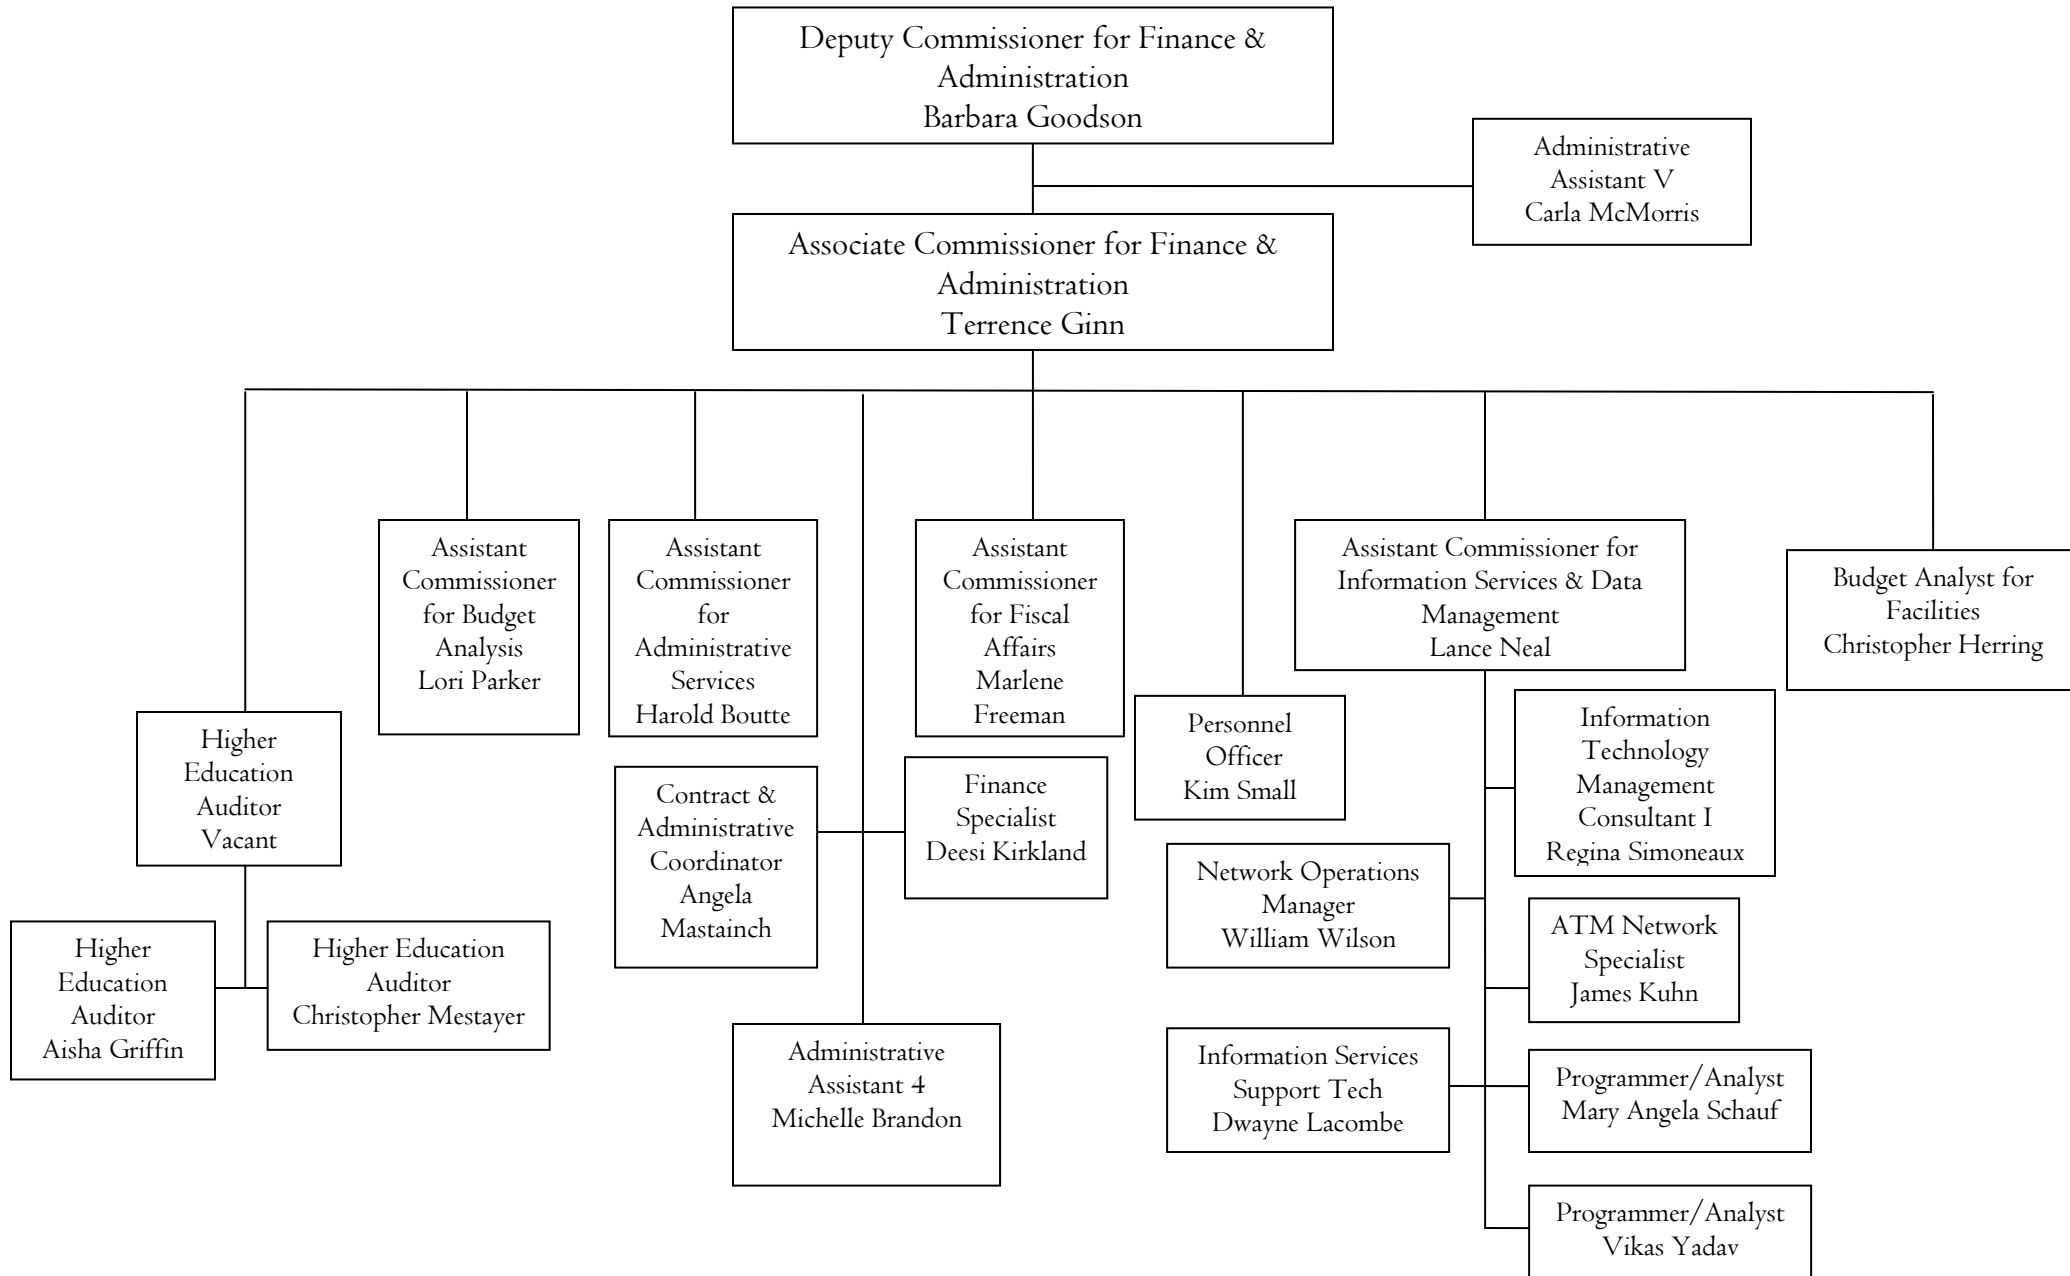 Deputy Commissioner for Finance &
Administration
Barbara Goodson
Administrative
Assistant V
Carla McMorris
Associate Commissioner for Finance &
Administration
Terrence Ginn
Assistant
Commissioner
for Budget
Analysis
Lori Parker
Assistant
Commissioner
for
Administrative
Services
Harold Boutte
Assistant
Commissioner
for Fiscal
Affairs
Marlene
Freeman
Assistant Commissioner for
Information Services & Data
Management
Lance Neal
Budget Analyst for
Facilities
Christopher Herring
Higher
Education
Auditor
Vacant
Contract &
Administrative
Coordinator
Angela
Mastainch
Finance
Specialist
Deesi Kirkland
Personnel
Officer
Kim Small
Information
Technology
Management
Consultant I
Regina Simoneaux
Network Operations
Manager
William Wilson
Higher
Education
Auditor
Aisha Griffin
Higher Education
Auditor
Christopher Mestayer
ATM Network
Specialist
James Kuhn
Administrative
Assistant 4
Michelle Brandon
Information Services
Support Tech
Dwayne Lacombe
Programmer/Analyst
Mary Angela Schauf
Programmer/Analyst
Vikas Yadav